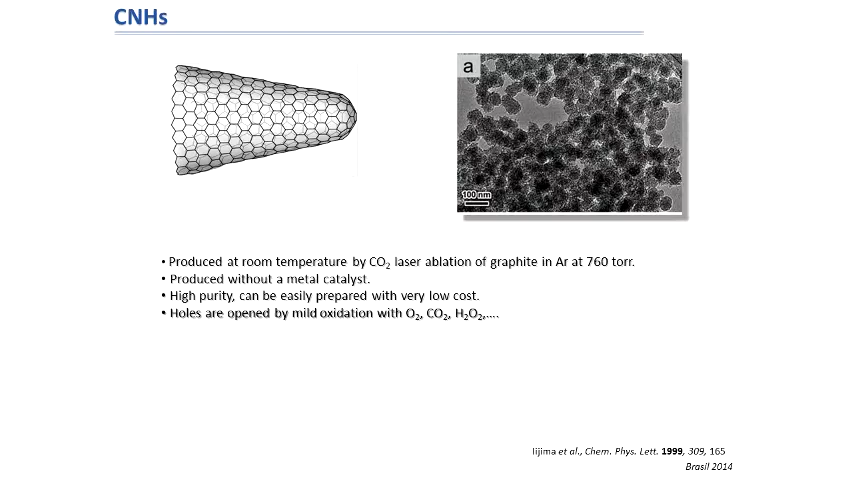 CNHs
a
100 nm
• Produced at room temperature by CO₂ laser ablation of graphite in Ar at 760 torr.
• Produced without a metal catalyst.
• High purity, can be easily prepared with very low cost.
• Holes are opened by mild oxidation with O₂, CO₂, H₂O₂,....
Iijima et al., Chem. Phys. Lett. 1999, 309, 165
Brasil 2014